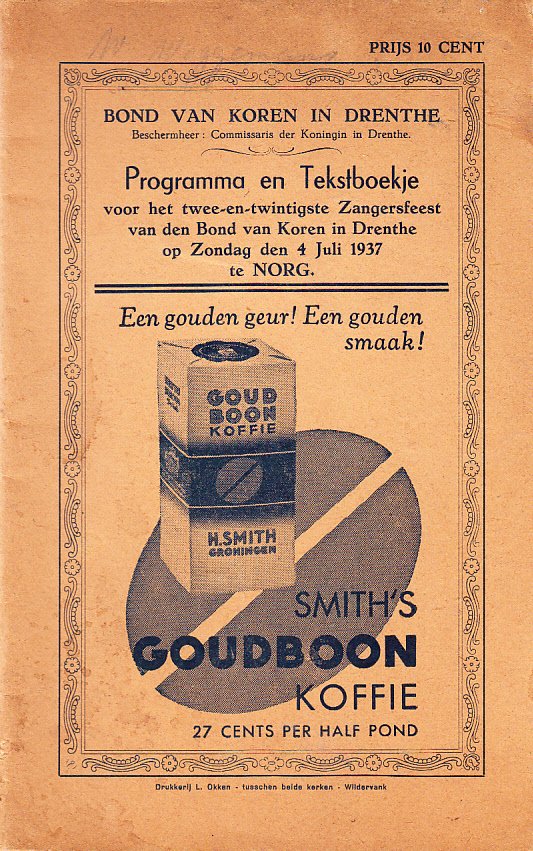 PRIJS 10 CENT
BOND VAN KOREN IN DRENTHE
Beschermheer: Commissaris der Koningin in Drenthe.
Programma en Tekstboekje
voor het twee-en-twintigste Zangersfeest
van den Bond van Koren in Drenthe
op Zondag den 4 Juli 1937
te NORG.
Een gouden geur! Een gouden
smaak!
GOUD
BOON
KOFFIE
H. SMITH
GRONINGEN
SMITH'S
GOUDBOON
KOFFIE
27 CENTS PER HALF POND
Drukkerij L. Okken - tusschen beide kerken - Wildervank